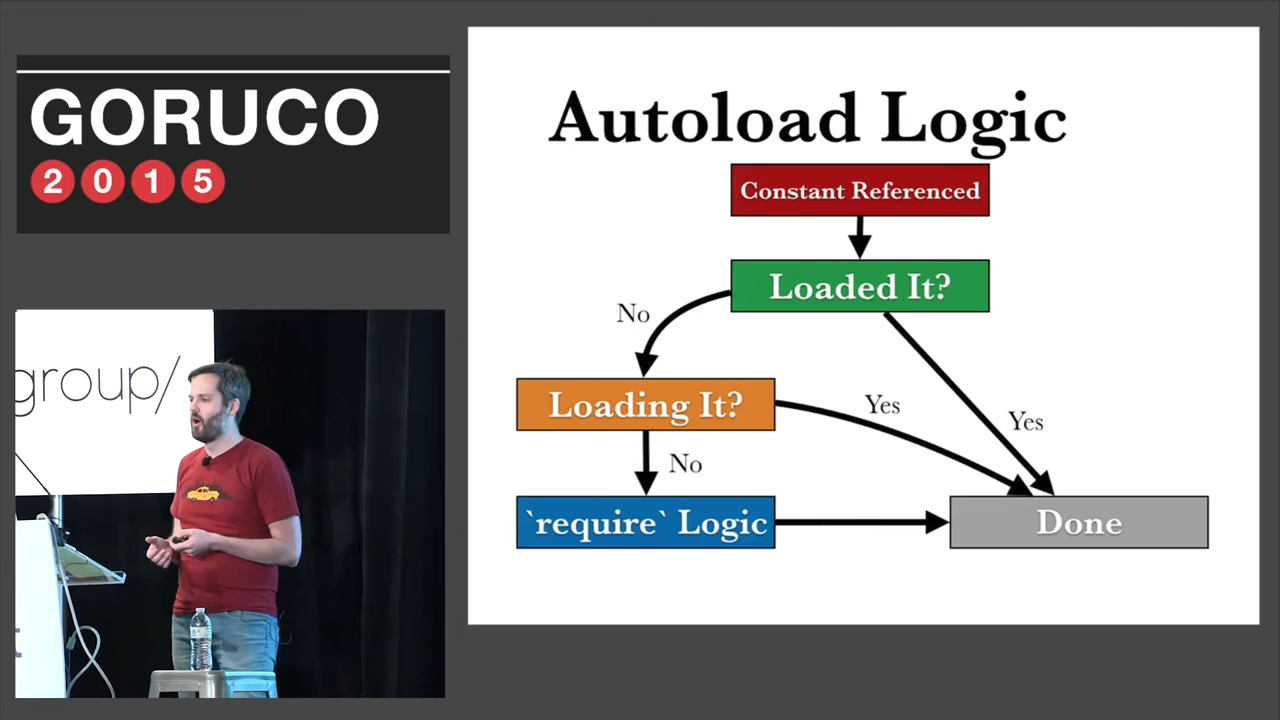 GORUCO
2015
group/
t
Autoload Logic
Constant Referenced
Loaded It?
No
Loading It?
Yes
Yes
No
`require` Logic
Done